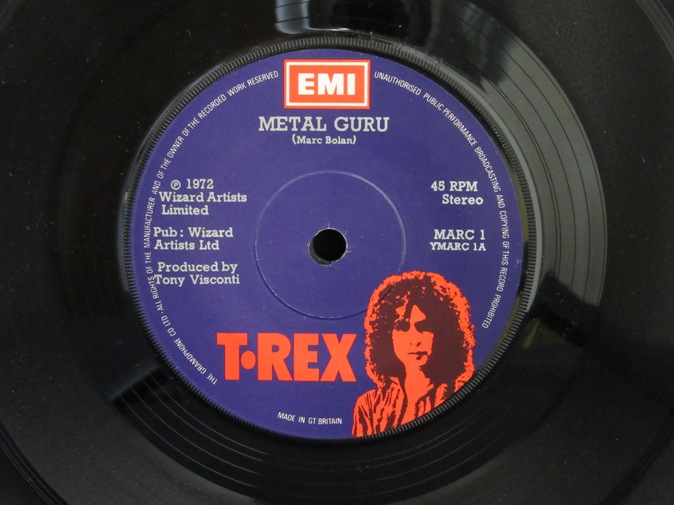 EMI
METAL GURU
(Marc Bolan)
℗ 1972
Wizard Artists
Limited
Pub : Wizard
Artists Ltd
Produced by
Tony Visconti
45 RPM
Stereo
MARC 1
YMARC 1A
T•REX
MADE IN GT BRITAIN
THE GRAMOPHONE CO LTD · ALL RIGHTS OF THE MANUFACTURER AND OF THE OWNER OF THE RECORDED WORK RESERVED
UNAUTHORISED PUBLIC PERFORMANCE BROADCASTING AND COPYING OF THIS RECORD PROHIBITED